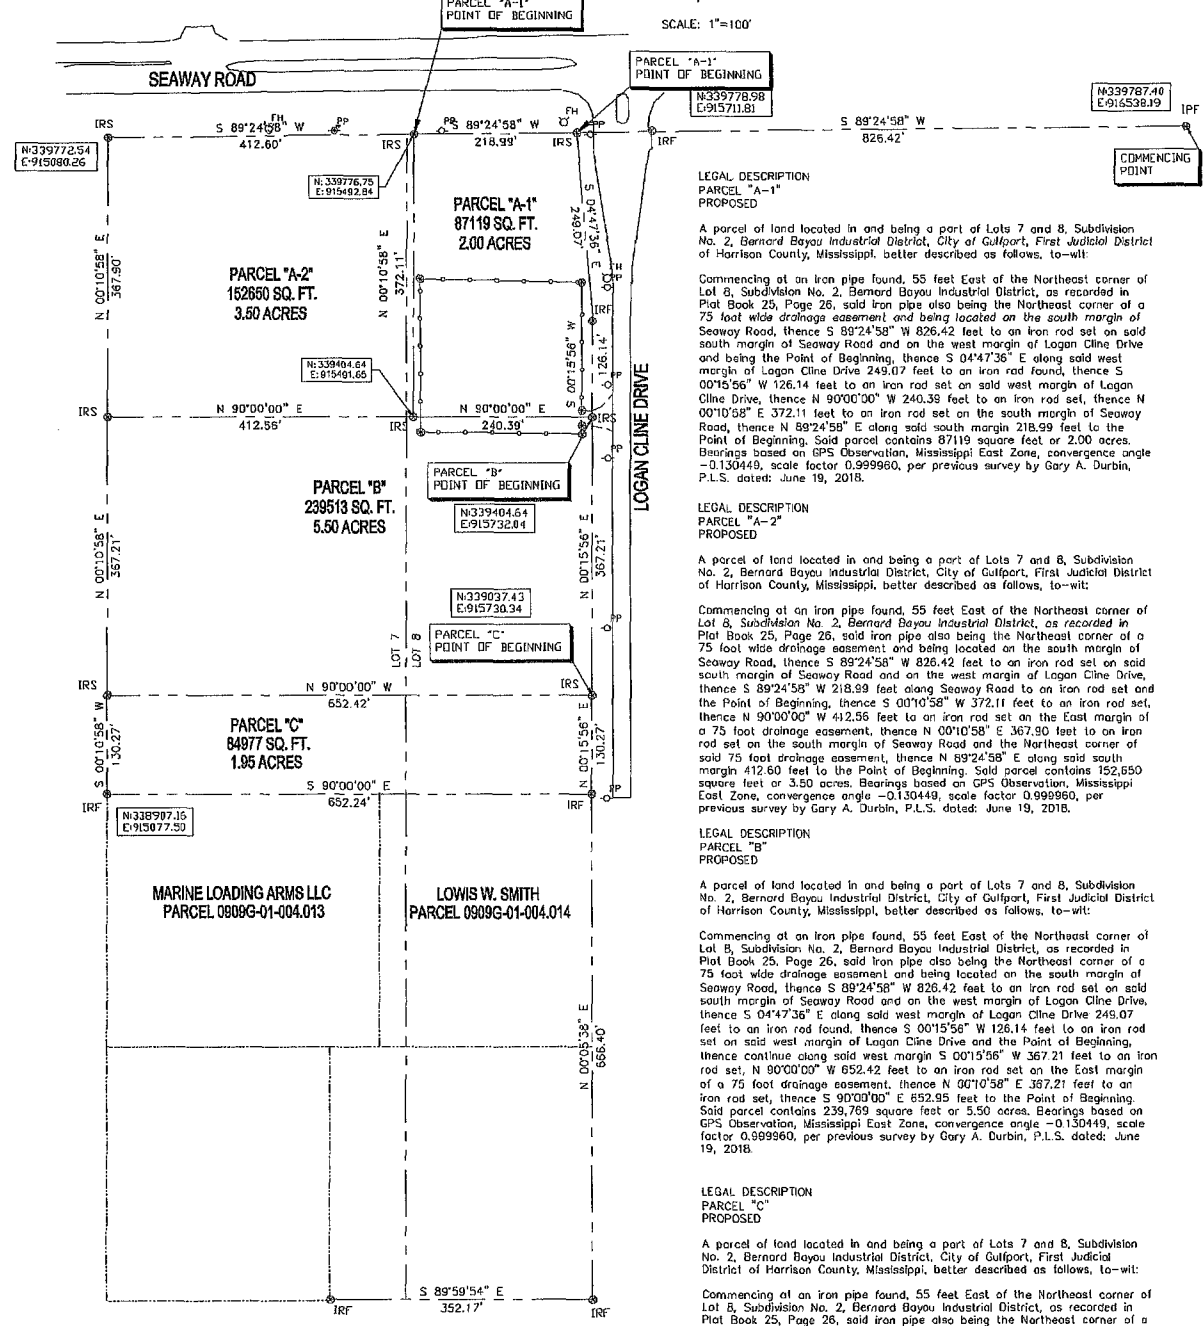 PARCEL "A-1"
POINT OF BEGINNING
SCALE: 1"=100'
SEAWAY ROAD
PARCEL "A-1"
POINT OF BEGINNING
N:339778.98
E:915711.81
N:339787.40
E:916538.19
IPF
IRS
FH
PP
S 89°24'58" W
412.60'
IRS
PP
S 89°24'58" W
218.99'
FH
PP
IRS
IRF
S 89°24'58" W
826.42'
COMMENCING
POINT
N:339772.54
E:915080.26
N:339776.75
E:915492.84
PARCEL "A-1"
87119 SQ. FT.
2.00 ACRES
S 04°47'36" E
249.07'
N 00°10'58" E
367.90'
PARCEL "A-2"
152650 SQ. FT.
3.50 ACRES
N 00°10'58" E
372.11'
FH
PP
IRF
S 00°15'56" W
126.14'
N:339404.64
E:915491.65
PP
IRS
N 90°00'00" E
412.56'
IRS
N 90°00'00" E
240.39'
LOGAN CLINE DRIVE
PARCEL "B"
POINT OF BEGINNING
PP
N:339404.64
E:915732.04
PARCEL "B"
239513 SQ. FT.
5.50 ACRES
N 00°10'58" E
367.21'
N 00°15'56" E
367.21'
N:339037.43
E:915730.34
PARCEL "C"
POINT OF BEGINNING
PP
LOT 7
LOT 8
IRS
N 90°00'00" W
652.42'
IRS
S 00°10'58" W
130.27'
PARCEL "C"
84977 SQ. FT.
1.95 ACRES
N 00°15'56" E
130.27'
S 90°00'00" E
652.24'
PP
IRF
IRF
N:338907.16
E:915077.50
MARINE LOADING ARMS LLC
PARCEL 0909G-01-004.013
LOWIS W. SMITH
PARCEL 0909G-01-004.014
N 00°05'38" E
666.40'
S 89°59'54" E
352.17'
IRF
IRF
LEGAL DESCRIPTION
PARCEL "A-1"
PROPOSED
A parcel of land located in and being a part of Lots 7 and 8, Subdivision
No. 2, Bernard Bayou Industrial District, City of Gulfport, First Judicial District
of Harrison County, Mississippi, better described as follows, to-wit:
Commencing at an iron pipe found, 55 feet East of the Northeast corner of
Lot 8, Subdivision No. 2, Bernard Bayou Industrial District, as recorded in
Plat Book 25, Page 26, said iron pipe also being the Northeast corner of a
75 foot wide drainage easement and being located on the south margin of
Seaway Road, thence S 89°24'58" W 826.42 feet to an iron rod set on said
south margin of Seaway Road and on the west margin of Logan Cline Drive
and being the Point of Beginning, thence S 04°47'36" E along said west
margin of Logan Cline Drive 249.07 feet to an iron rod found, thence S
00°15'56" W 126.14 feet to an iron rod set on said west margin of Logan
Cline Drive, thence N 90°00'00" W 240.39 feet to an iron rod set, thence N
00°10'58" E 372.11 feet to an iron rod set on the south margin of Seaway
Road, thence N 89°24'58" E along said south margin 218.99 feet to the
Point of Beginning. Said parcel contains 87119 square feet or 2.00 acres.
Bearings based on GPS Observation, Mississippi East Zone, convergence angle
-0.130449, scale factor 0.999960, per previous survey by Gary A. Durbin,
P.L.S. dated: June 19, 2018.
LEGAL DESCRIPTION
PARCEL "A-2"
PROPOSED
A parcel of land located in and being a part of Lots 7 and 8, Subdivision
No. 2, Bernard Bayou Industrial District, City of Gulfport, First Judicial District
of Harrison County, Mississippi, better described as follows, to-wit:
Commencing at an iron pipe found, 55 feet East of the Northeast corner of
Lot 8, Subdivision No. 2, Bernard Bayou Industrial District, as recorded in
Plat Book 25, Page 26, said iron pipe also being the Northeast corner of a
75 foot wide drainage easement and being located on the south margin of
Seaway Road, thence S 89°24'58" W 826.42 feet to an iron rod set on said
south margin of Seaway Road and on the west margin of Logan Cline Drive,
thence S 89°24'58" W 218.99 feet along Seaway Road to an iron rod set and
the Point of Beginning, thence S 00°10'58" W 372.11 feet to an iron rod set,
thence N 90°00'00" W 412.56 feet to an iron rod set on the East margin of
a 75 foot drainage easement, thence N 00°10'58" E 367.90 feet to an iron
rod set on the south margin of Seaway Road and the Northeast corner of
said 75 foot drainage easement, thence N 89°24'58" E along said south
margin 412.60 feet to the Point of Beginning. Said parcel contains 152,650
square feet or 3.50 acres. Bearings based on GPS Observation, Mississippi
East Zone, convergence angle -0.130449, scale factor 0.999960, per
previous survey by Gary A. Durbin, P.L.S. dated: June 19, 2018.
LEGAL DESCRIPTION
PARCEL "B"
PROPOSED
A parcel of land located in and being a part of Lots 7 and 8, Subdivision
No. 2, Bernard Bayou Industrial District, City of Gulfport, First Judicial District
of Harrison County, Mississippi, better described as follows, to-wit:
Commencing at an iron pipe found, 55 feet East of the Northeast corner of
Lot 8, Subdivision No. 2, Bernard Bayou Industrial District, as recorded in
Plat Book 25, Page 26, said iron pipe also being the Northeast corner of a
75 foot wide drainage easement and being located on the south margin of
Seaway Road, thence S 89°24'58" W 826.42 feet to an iron rod set on said
south margin of Seaway Road and on the west margin of Logan Cline Drive,
thence S 04°47'36" E along said west margin of Logan Cline Drive 249.07
feet to an iron rod found, thence S 00°15'56" W 126.14 feet to an iron rod
set on said west margin of Logan Cline Drive and the Point of Beginning,
thence continue along said west margin S 00°15'56" W 367.21 feet to an iron
rod set, N 90°00'00" W 652.42 feet to an iron rod set on the East margin
of a 75 foot drainage easement, thence N 00°10'58" E 367.21 feet to an
iron rod set, thence S 90°00'00" E 652.95 feet to the Point of Beginning.
Said parcel contains 239,769 square feet or 5.50 acres. Bearings based on
GPS Observation, Mississippi East Zone, convergence angle -0.130449, scale
factor 0.999960, per previous survey by Gary A. Durbin, P.L.S. dated: June
19, 2018.
LEGAL DESCRIPTION
PARCEL "C"
PROPOSED
A parcel of land located in and being a part of Lots 7 and 8, Subdivision
No. 2, Bernard Bayou Industrial District, City of Gulfport, First Judicial
District of Harrison County, Mississippi, better described as follows, to-wit:
Commencing at an iron pipe found, 55 feet East of the Northeast corner of
Lot 8, Subdivision No. 2, Bernard Bayou Industrial District, as recorded in
Plat Book 25, Page 26, said iron pipe also being the Northeast corner of a